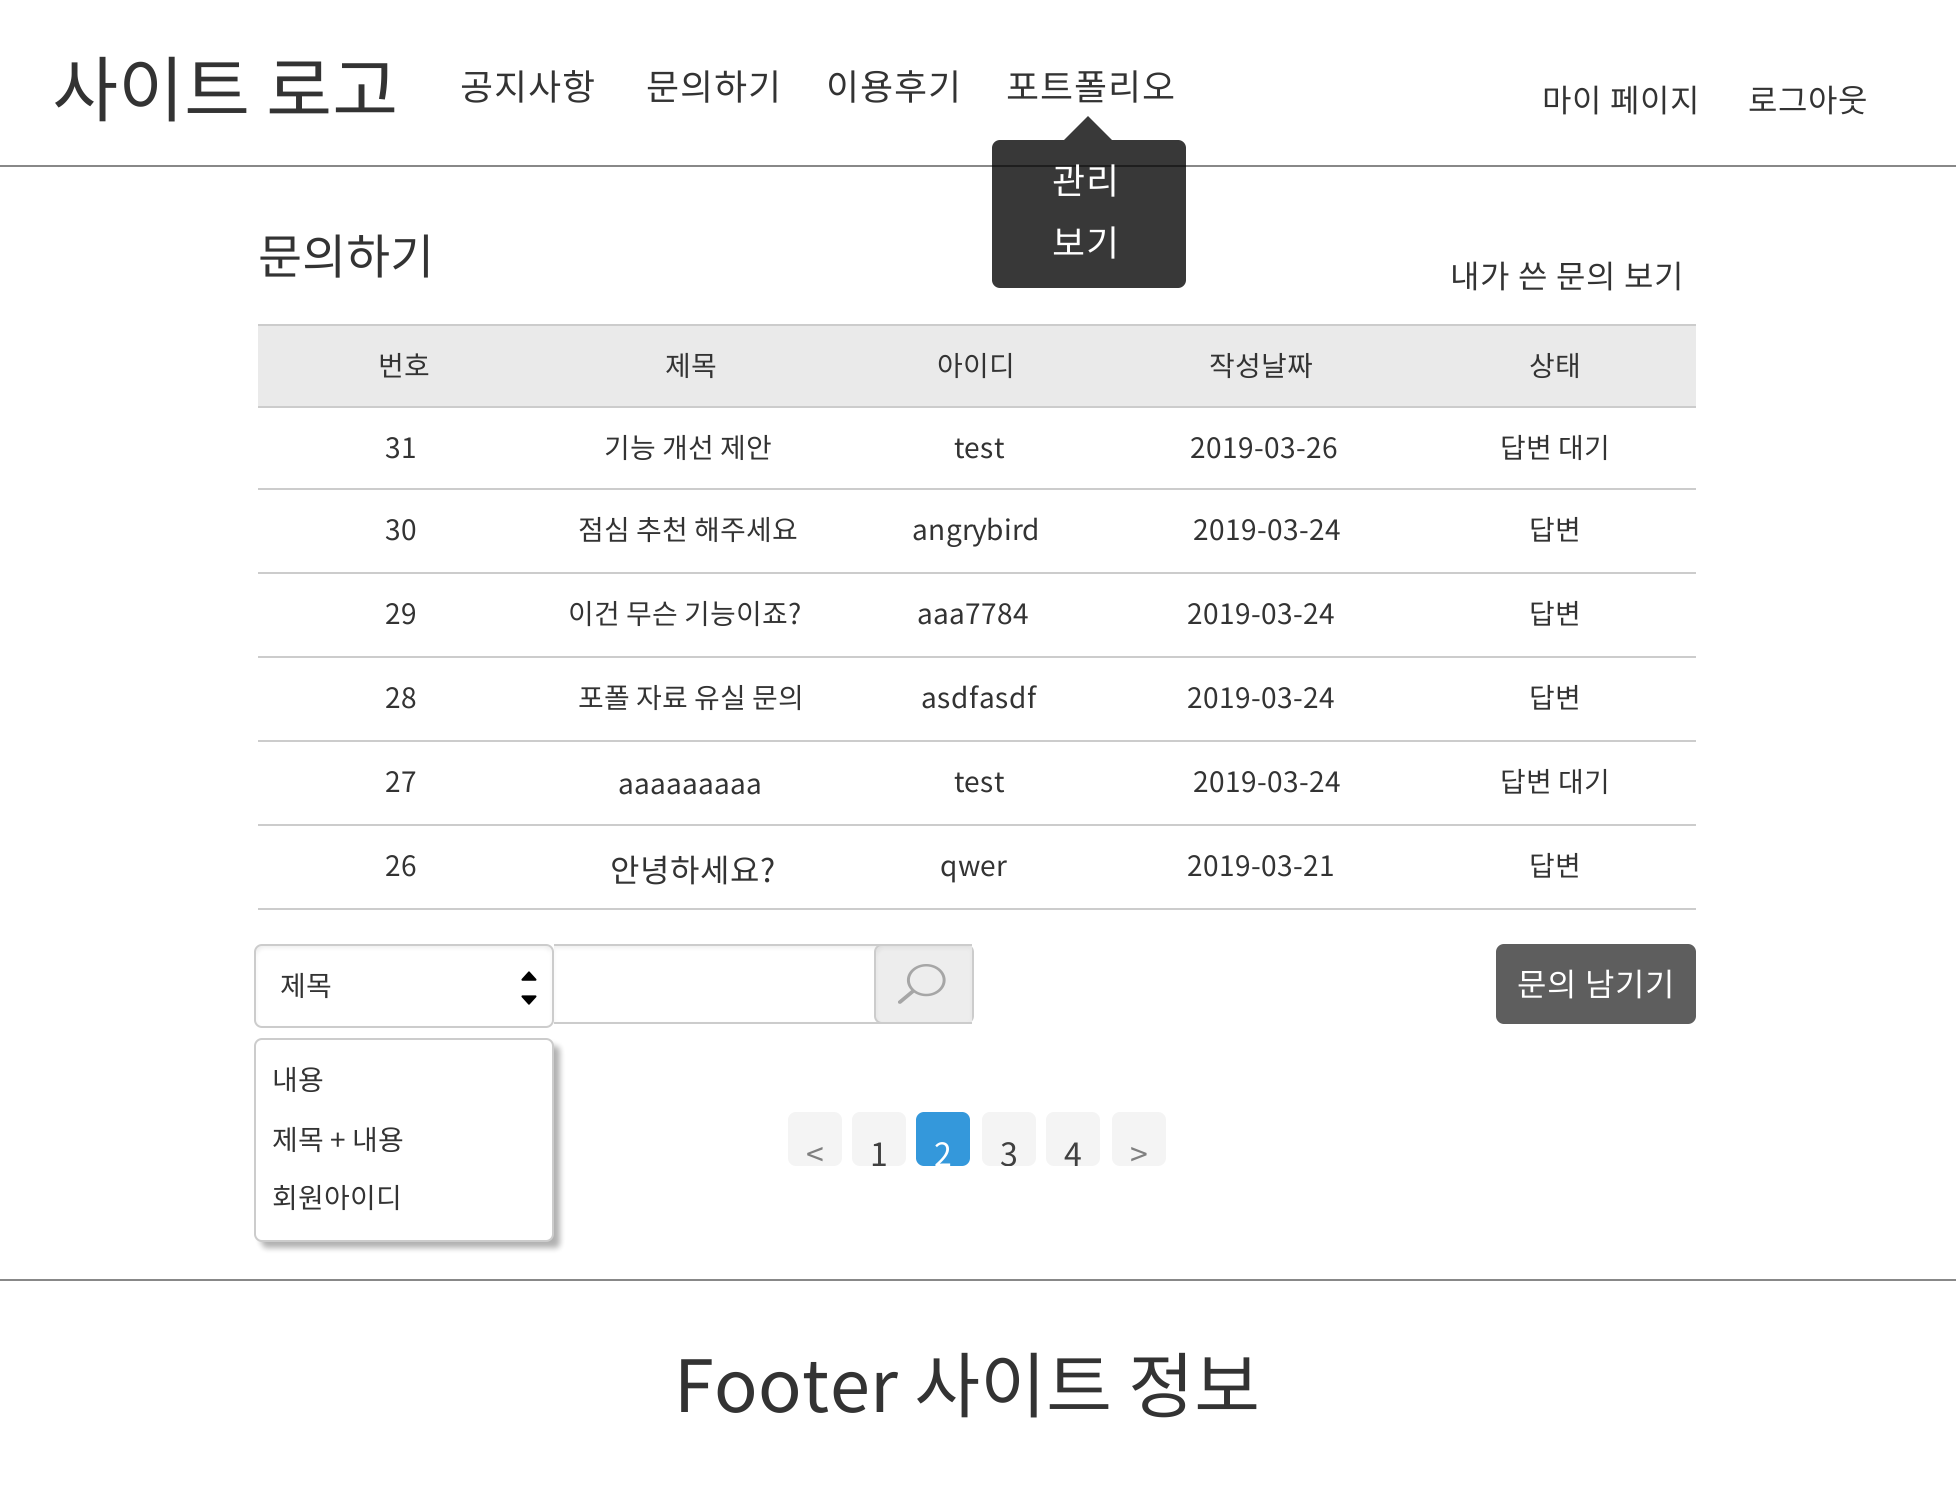 사이트 로고 공지사항 문의하기 이용후기 포트폴리오 마이 페이지 로그아웃
관리
보기
문의하기 내가 쓴 문의 보기
번호 제목 아이디 작성날짜 상태
31 기능 개선 제안 test 2019-03-26 답변 대기
30 점심 추천 해주세요 angrybird 2019-03-24 답변
29 이건 무슨 기능이죠? aaa7784 2019-03-24 답변
28 포폴 자료 유실 문의 asdfasdf 2019-03-24 답변
27 aaaaaaaaa test 2019-03-24 답변 대기
26 안녕하세요? qwer 2019-03-21 답변
제목 문의 남기기
내용
제목 + 내용
회원아이디
< 1 2 3 4 >
Footer 사이트 정보